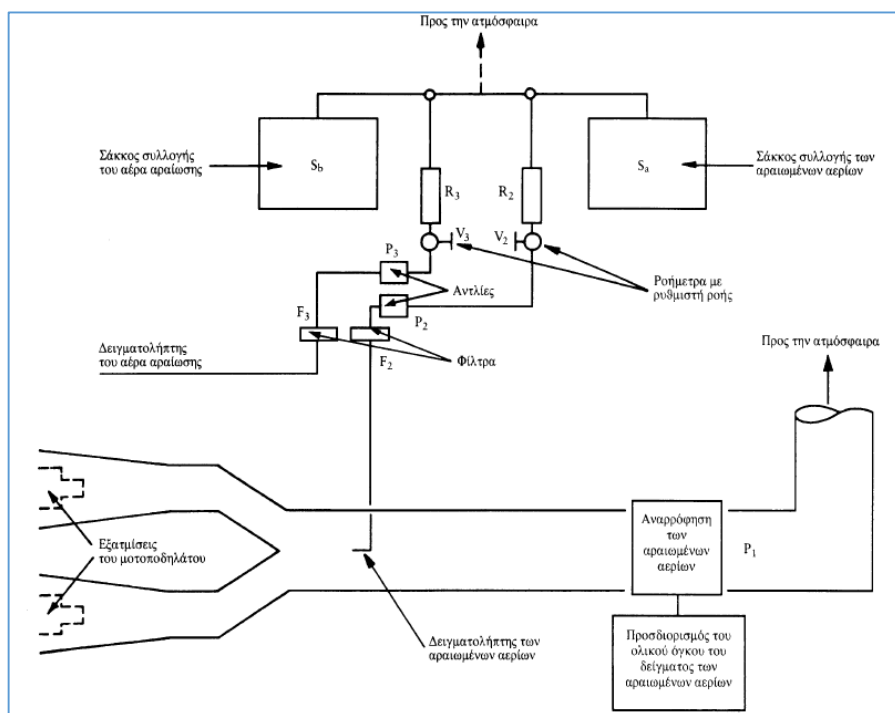 Προς την ατμόσφαιρα
Σάκκος συλλογής
του αέρα αραίωσης
Sb
Sa
Σάκκος συλλογής των
αραιωμένων αερίων
R3
R2
V3
V2
P3
Ροήμετρα με
ρυθμιστή ροής
Αντλίες
P2
F3
Δειγματολήπτης
του αέρα αραίωσης
F2
Φίλτρα
Προς την ατμόσφαιρα
Εξατμίσεις
του μοτοποδηλάτου
Αναρρόφηση
των
αραιωμένων
αερίων
P1
Δειγματολήπτης των
αραιωμένων αερίων
Προσδιορισμός του
ολικού όγκου του
δείγματος των
αραιωμένων αερίων